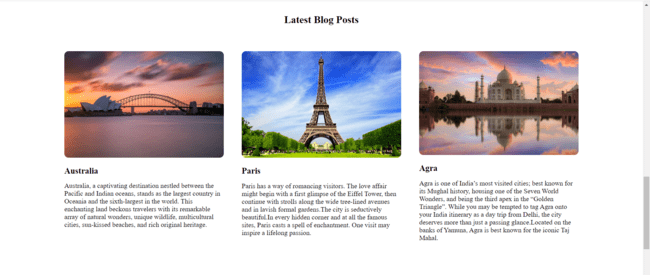 Latest Blog Posts
Australia
Australia, a captivating destination nestled between the
Pacific and Indian oceans, stands as the largest country in
Oceania and the sixth-largest in the world. This
enchanting land beckons travelers with its remarkable
array of natural wonders, unique wildlife, multicultural
cities, sun-kissed beaches, and rich original heritage.
Paris
Paris has a way of romancing visitors. The love affair
might begin with a first glimpse of the Eiffel Tower, then
continue with strolls along the wide tree-lined avenues
and in lavish formal gardens.The city is seductively
beautiful.In every hidden corner and at all the famous
sites, Paris casts a spell of enchantment. One visit may
inspire a lifelong passion.
Agra
Agra is one of India's most visited cities; best known for
its Mughal history, housing one of the Seven World
Wonders, and being the third apex in the “Golden
Triangle”. While you may be tempted to tag Agra onto
your India itinerary as a day trip from Delhi, the city
deserves more than just a passing glance.Located on the
banks of Yamuna, Agra is best known for the iconic Taj
Mahal.